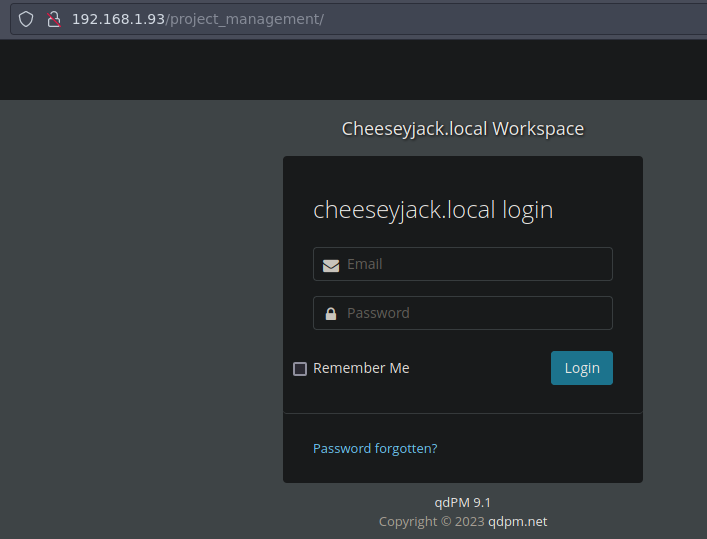 192.168.1.93/project_management/
Cheeseyjack.local Workspace
cheeseyjack.local login
Email
Password
Remember Me
Login
Password forgotten?
qdPM 9.1
Copyright © 2023 qdpm.net